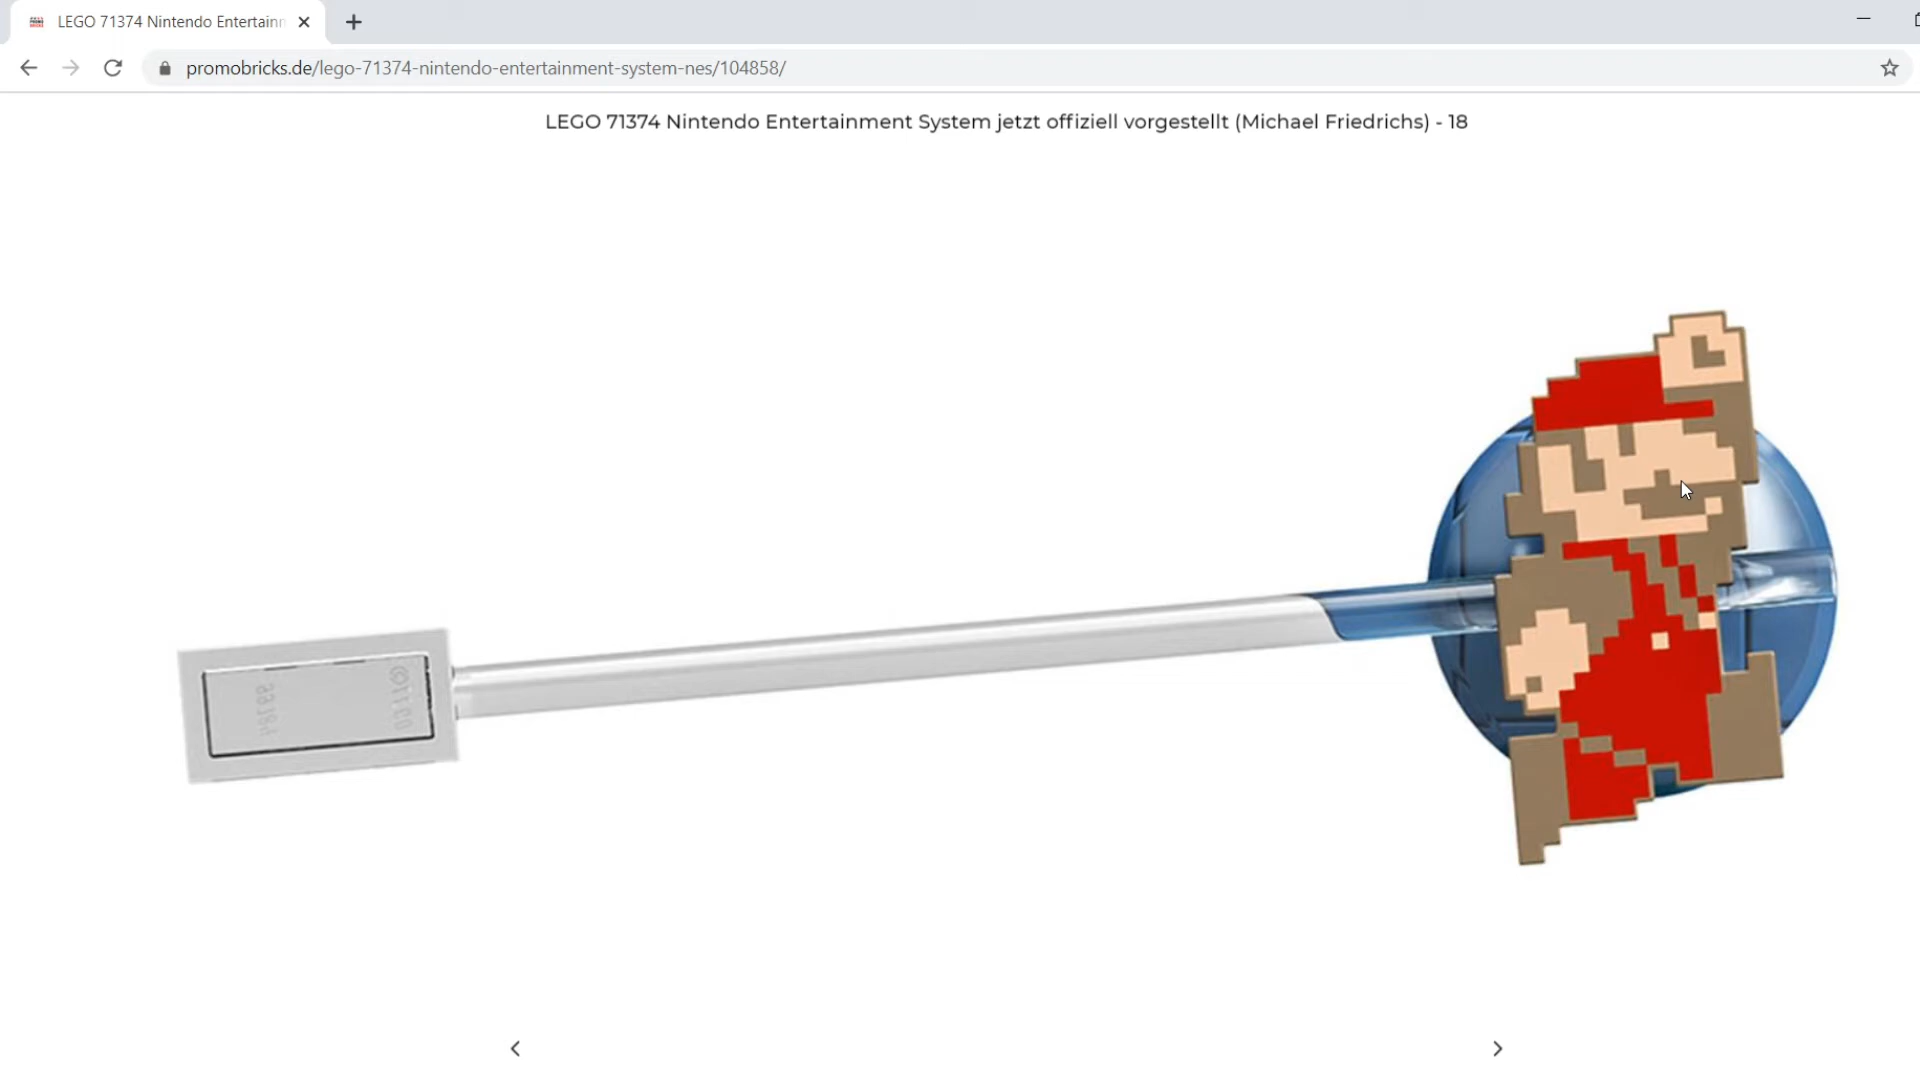 LEGO 71374 Nintendo Entertainn
promobricks.de/lego-71374-nintendo-entertainment-system-nes/104858/
LEGO 71374 Nintendo Entertainment System jetzt offiziell vorgestellt (Michael Friedrichs) - 18